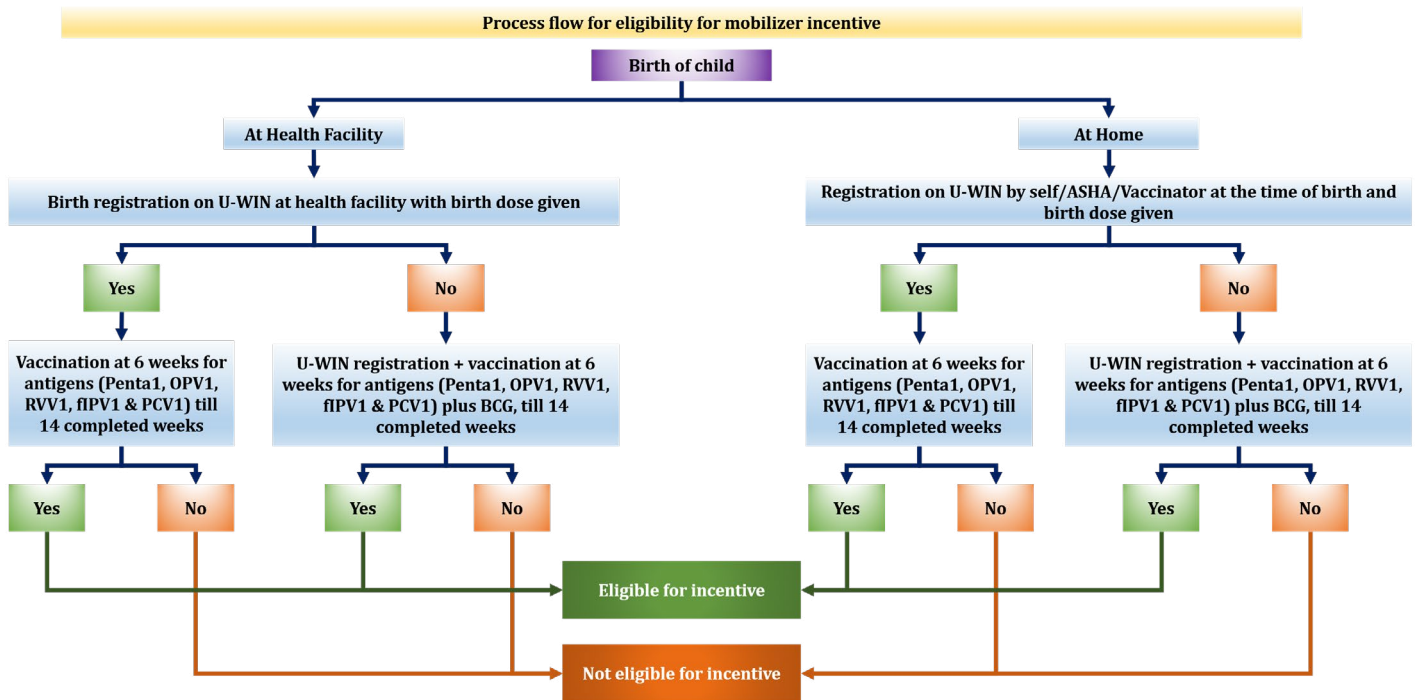 Process flow for eligibility for mobilizer incentive
Birth of child
At Health Facility
At Home
Birth registration on U-WIN at health facility with birth dose given
Registration on U-WIN by self/ASHA/Vaccinator at the time of birth and
birth dose given
Yes
No
Yes
No
Vaccination at 6 weeks for
antigens (Penta1, OPV1,
RVV1, fIPV1 & PCV1) till
14 completed weeks
U-WIN registration + vaccination at 6
weeks for antigens (Penta1, OPV1, RVV1,
fIPV1 & PCV1) plus BCG, till 14
completed weeks
Vaccination at 6 weeks for
antigens (Penta1, OPV1,
RVV1, fIPV1 & PCV1) till
14 completed weeks
U-WIN registration + vaccination at 6
weeks for antigens (Penta1, OPV1, RVV1,
fIPV1 & PCV1) plus BCG, till 14
completed weeks
Yes
No
Yes
No
Yes
No
Yes
No
Eligible for incentive
Not eligible for incentive